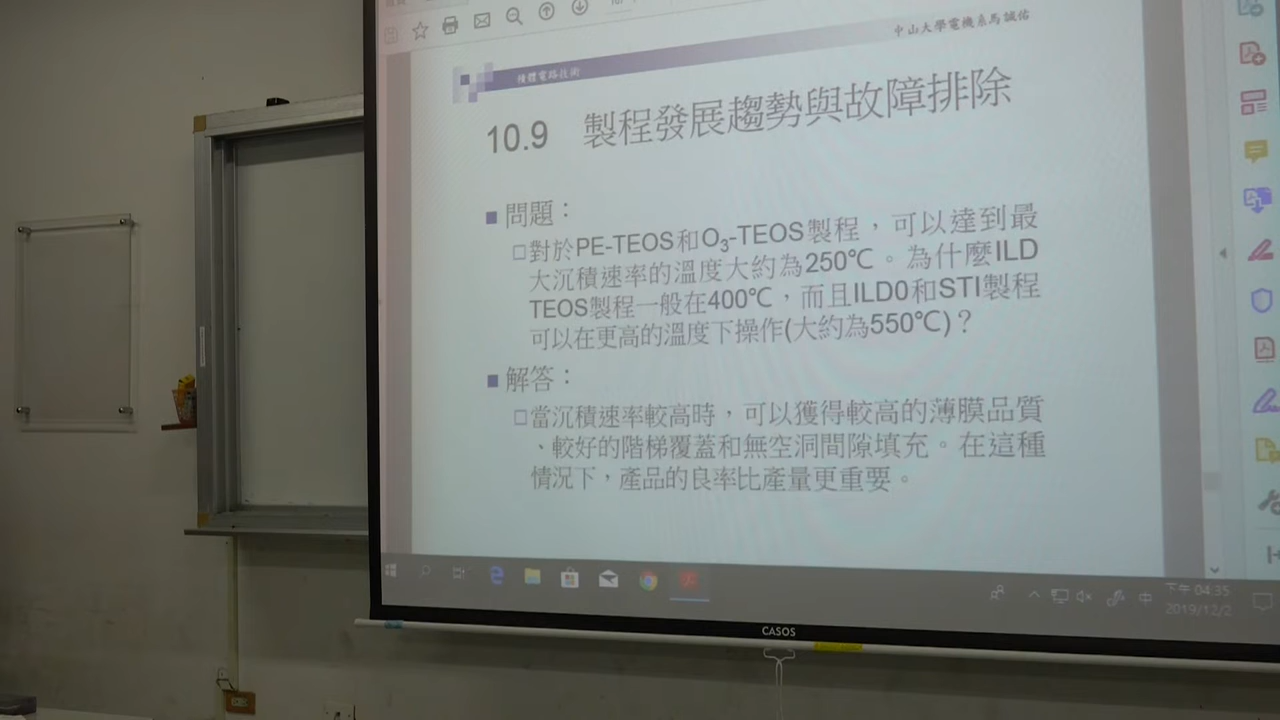 中山大學電機系馬誠佑
積體電路技術
10.9 製程發展趨勢與故障排除
■問題：
□對於PE-TEOS和O₃-TEOS製程，可以達到最
大沉積速率的溫度大約為250℃。為什麼ILD
TEOS製程一般在400℃，而且ILD0和STI製程
可以在更高的溫度下操作(大約為550℃)？
■解答：
□當沉積速率較高時，可以獲得較高的薄膜品質
、較好的階梯覆蓋和無空洞間隙填充。在這種
情況下，產品的良率比產量更重要。
中
下午 04:35
2019/12/2
CASOS